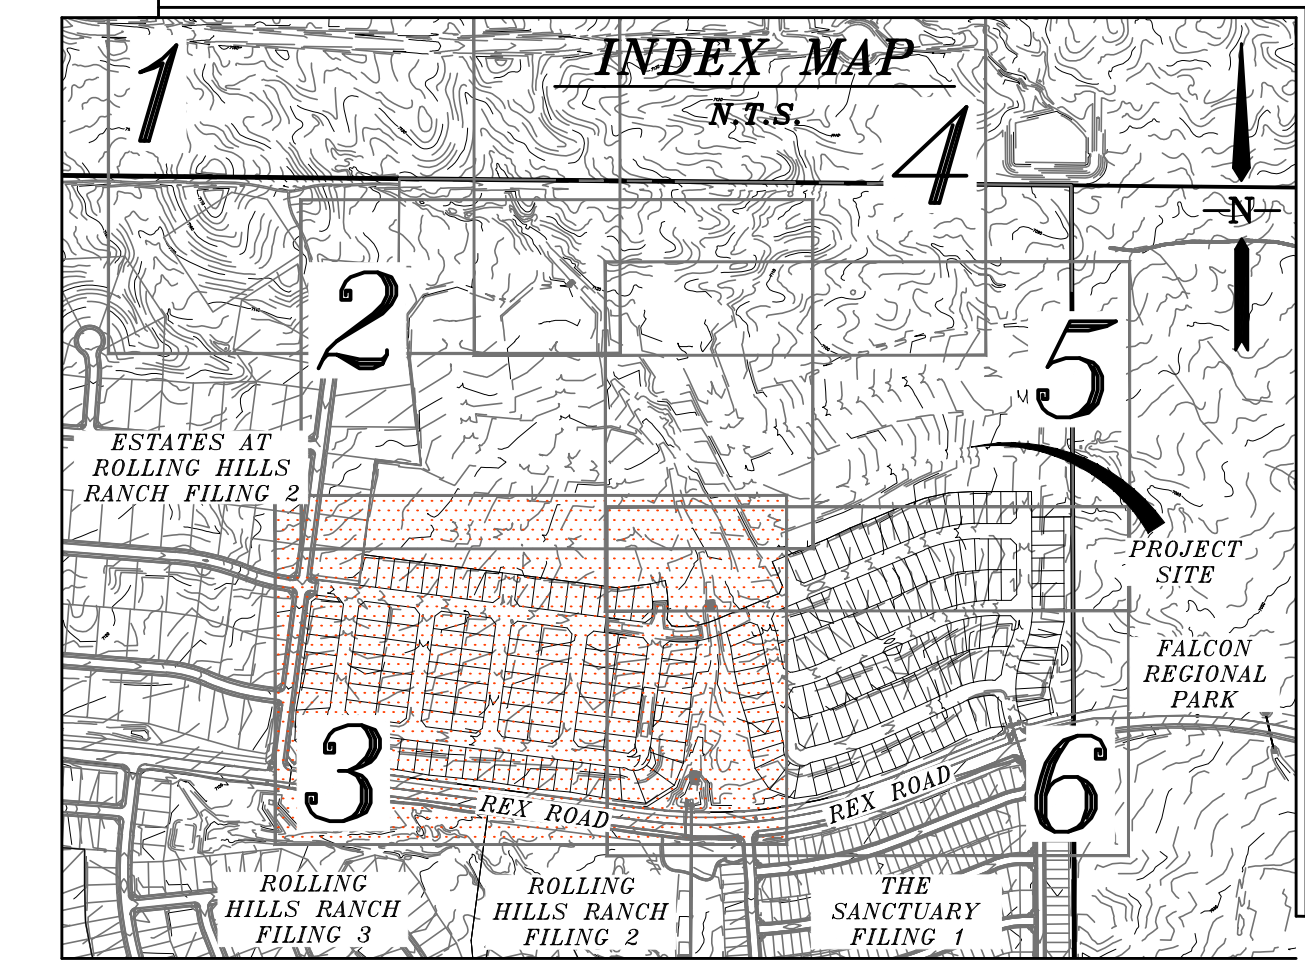 INDEX MAP
N.T.S.
1
4
N
2
5
ESTATES AT
ROLLING HILLS
RANCH FILING 2
PROJECT
SITE
FALCON
REGIONAL
PARK
3
6
REX ROAD
REX ROAD
ROLLING
HILLS RANCH
FILING 3
ROLLING
HILLS RANCH
FILING 2
THE
SANCTUARY
FILING 1